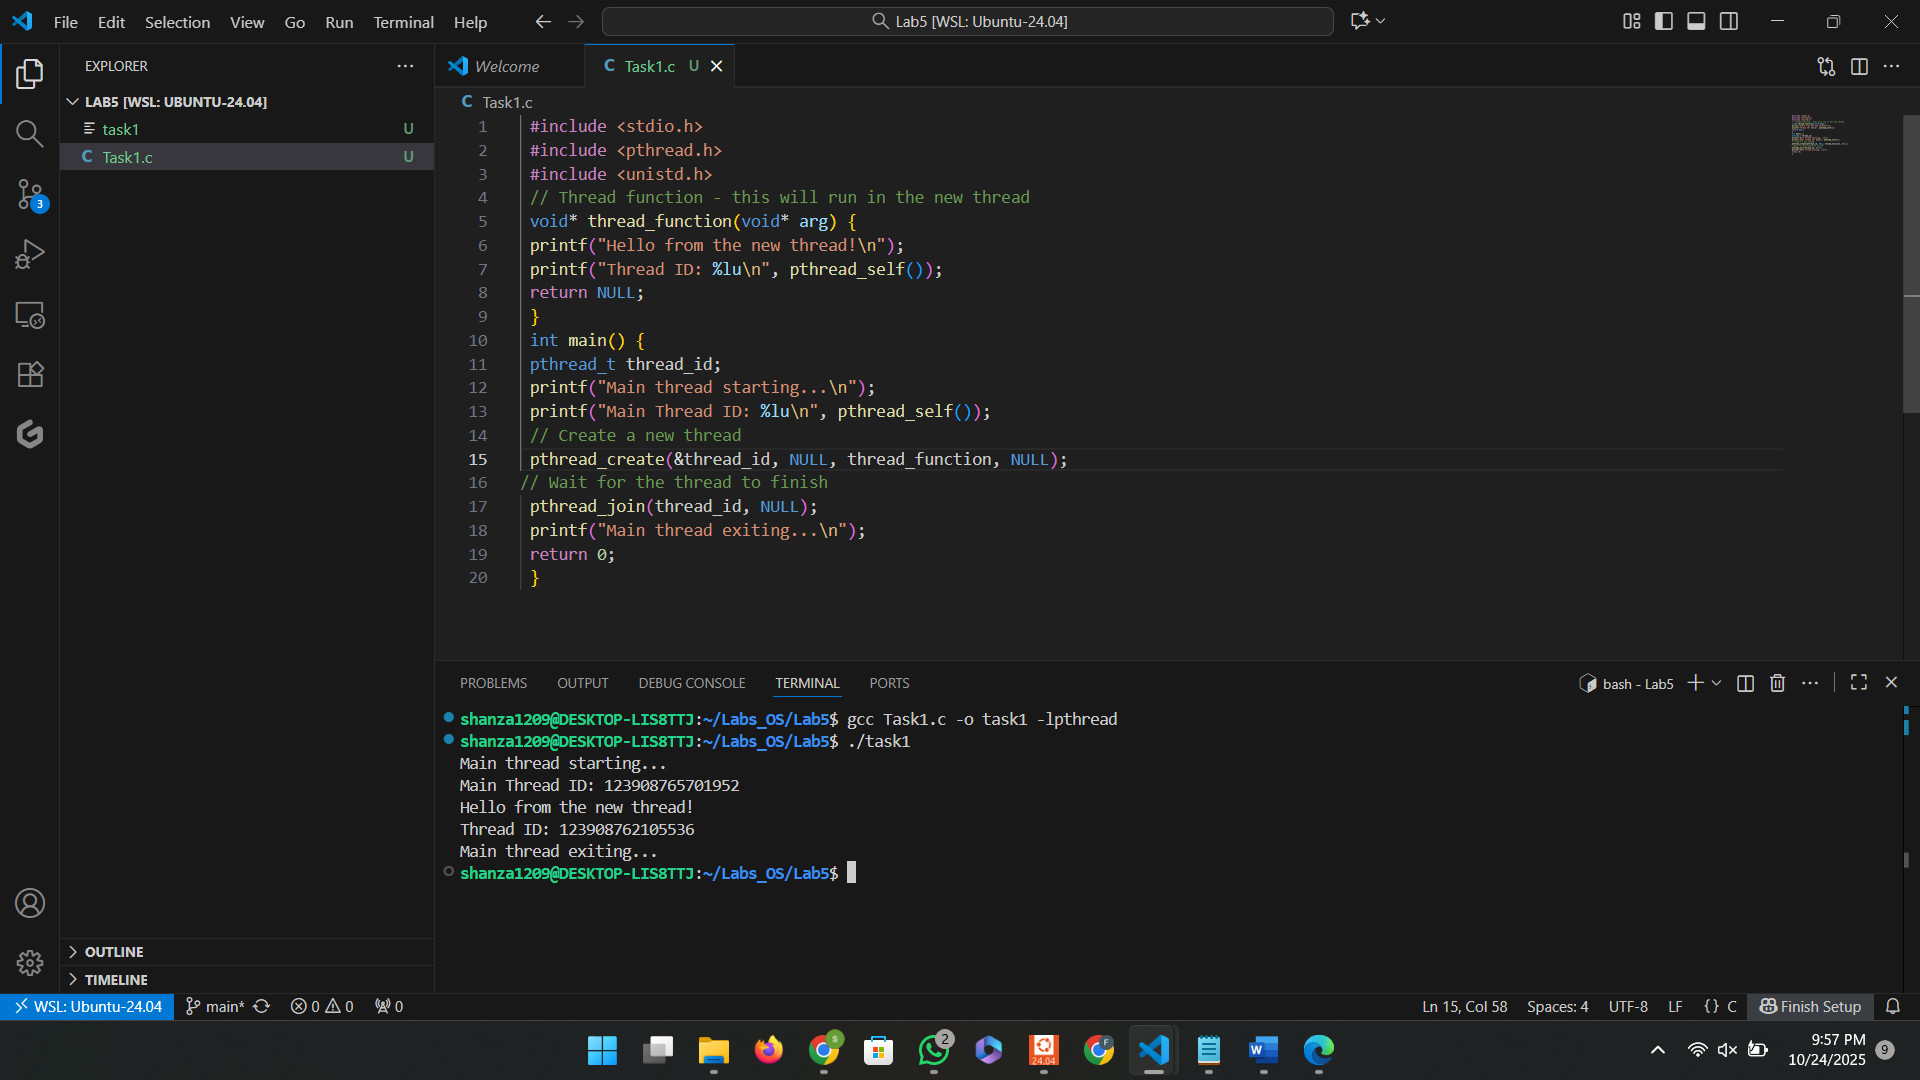 File Edit Selection View Go Run Terminal Help
Lab5 [WSL: Ubuntu-24.04]
EXPLORER
LAB5 [WSL: UBUNTU-24.04]
task1 U
C Task1.c U
3
OUTLINE
TIMELINE
Welcome
C Task1.c U
C Task1.c
1 #include <stdio.h>
2 #include <pthread.h>
3 #include <unistd.h>
4 // Thread function - this will run in the new thread
5 void* thread_function(void* arg) {
6 printf("Hello from the new thread!\n");
7 printf("Thread ID: %lu\n", pthread_self());
8 return NULL;
9 }
10 int main() {
11 pthread_t thread_id;
12 printf("Main thread starting...\n");
13 printf("Main Thread ID: %lu\n", pthread_self());
14 // Create a new thread
15 pthread_create(&thread_id, NULL, thread_function, NULL);
16 // Wait for the thread to finish
17 pthread_join(thread_id, NULL);
18 printf("Main thread exiting...\n");
19 return 0;
20 }
PROBLEMS OUTPUT DEBUG CONSOLE TERMINAL PORTS
bash - Lab5
shanza1209@DESKTOP-LIS8TTJ:~/Labs_OS/Lab5$ gcc Task1.c -o task1 -lpthread
shanza1209@DESKTOP-LIS8TTJ:~/Labs_OS/Lab5$ ./task1
Main thread starting...
Main Thread ID: 123908765701952
Hello from the new thread!
Thread ID: 123908762105536
Main thread exiting...
shanza1209@DESKTOP-LIS8TTJ:~/Labs_OS/Lab5$
WSL: Ubuntu-24.04 main* 0 0 0
Ln 15, Col 58 Spaces: 4 UTF-8 LF {} C Finish Setup
S
2
24.04
F
W
9:57 PM
10/24/2025
9